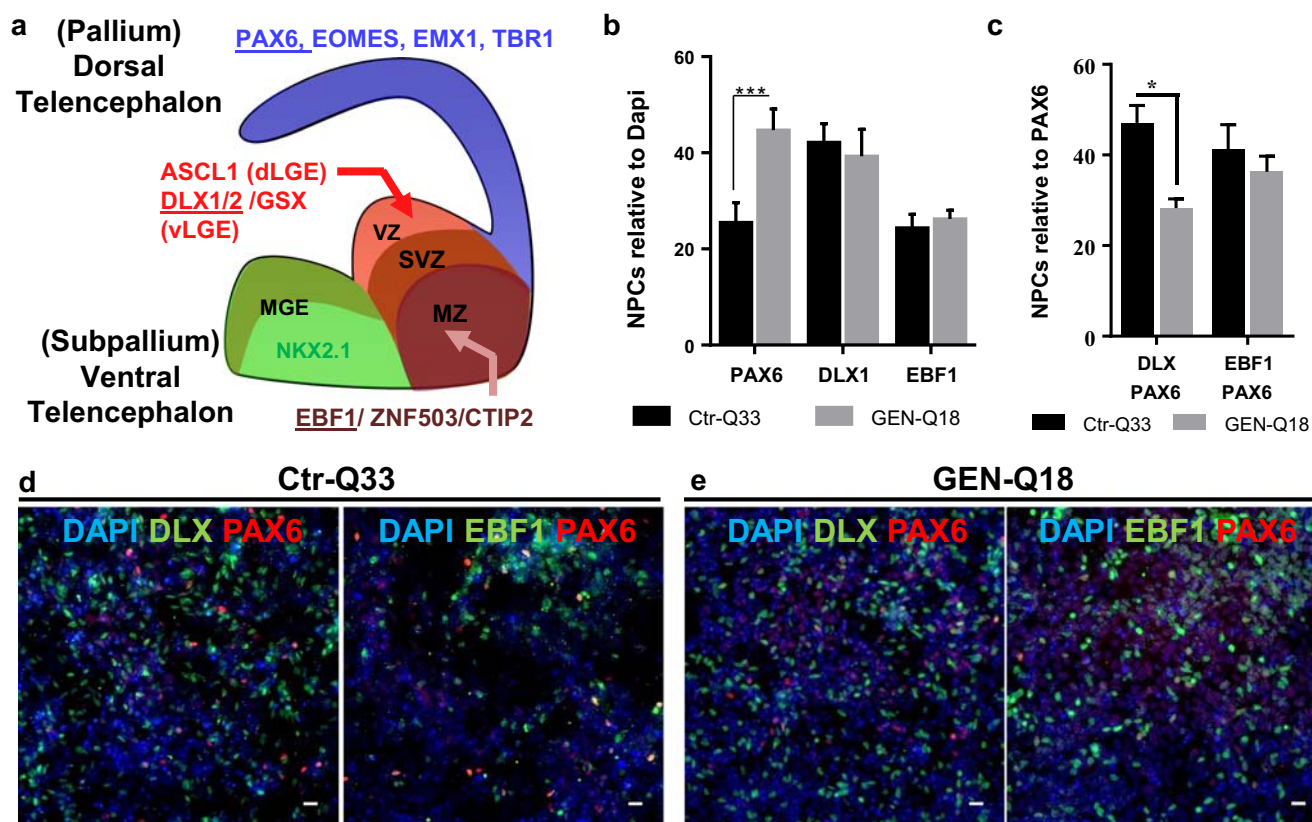 a
(Pallium)
Dorsal
Telencephalon
PAX6, EOMES, EMX1, TBR1
ASCL1 (dLGE)
DLX1/2 /GSX
(vLGE)
VZ
SVZ
MZ
MGE
NKX2.1
(Subpallium)
Ventral
Telencephalon
EBF1/ ZNF503/CTIP2
b
NPCs relative to Dapi
60
40
20
0
***
PAX6 DLX1 EBF1
Ctr-Q33 GEN-Q18
c
NPCs relative to PAX6
60
40
20
0
*
DLX EBF1
PAX6 PAX6
Ctr-Q33 GEN-Q18
d
Ctr-Q33
DAPI DLX PAX6
DAPI EBF1 PAX6
e
GEN-Q18
DAPI DLX PAX6
DAPI EBF1 PAX6